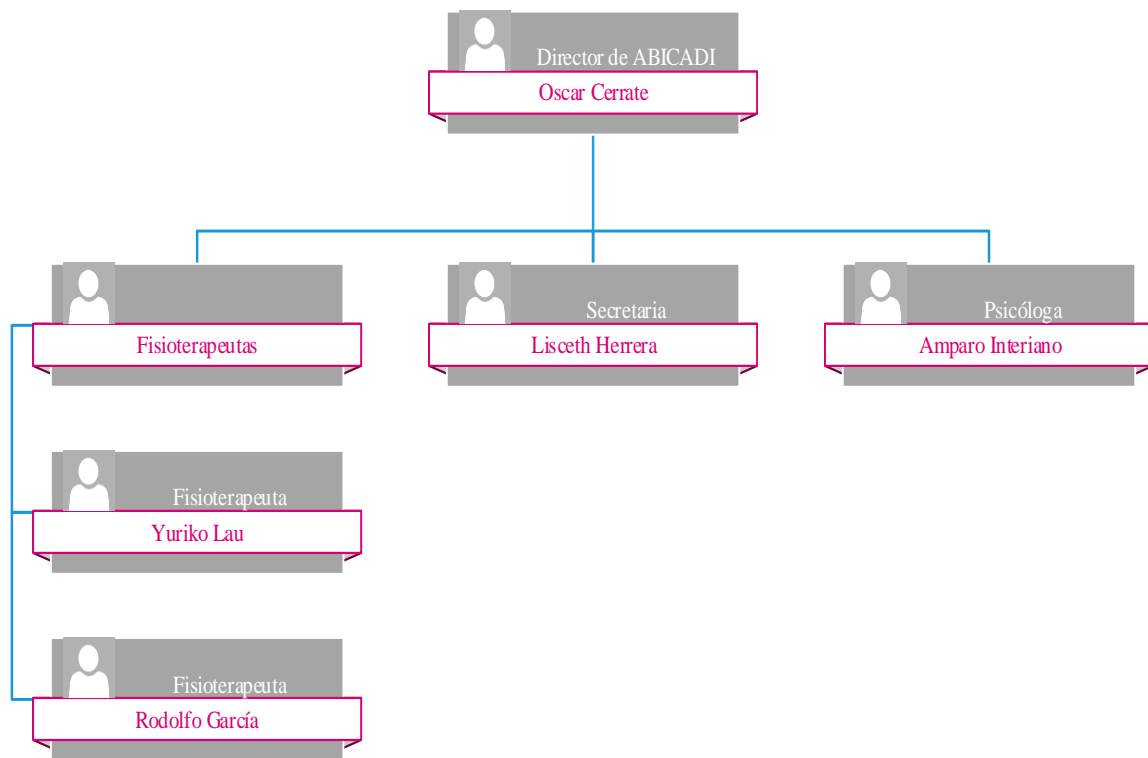 Director de ABICADI
Oscar Cerrate
Fisioterapeutas
Secretaria
Lisceth Herrera
Psicóloga
Amparo Interiano
Fisioterapeuta
Yuriko Lau
Fisioterapeuta
Rodolfo García